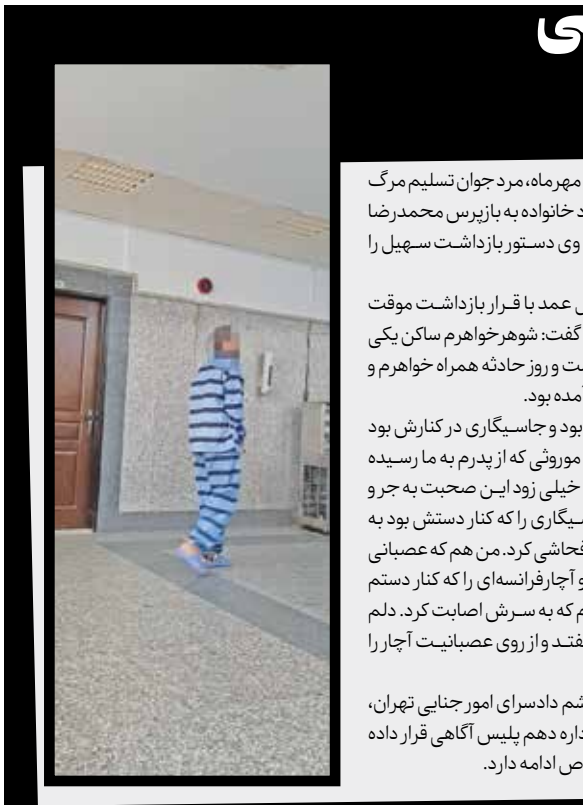 ی
مهرماه، مرد جوان تسلیم مرگ
خانواده به بازپرس محمدرضا
وی دستور بازداشت سهیل را
عمد با قرار بازداشت موقت
گفت: شوهرخواهرم ساکن یکی
و روز حادثه همراه خواهرم و
آمده بود.
بود و جاسیگاری در کنارش بود
موروثی که از پدرم به ما رسیده
خیلی زود این صحبت به جر و
سیگاری را که کنار دستش بود به
فحاشی کرد. من هم که عصبانی
و آچارفرانسه‌ای را که کنار دستم
که به سرش اصابت کرد. دلم
و از روی عصبانیت آچار را
دادسرای امور جنایی تهران،
اداره دهم پلیس آگاهی قرار داده
ادامه دارد.